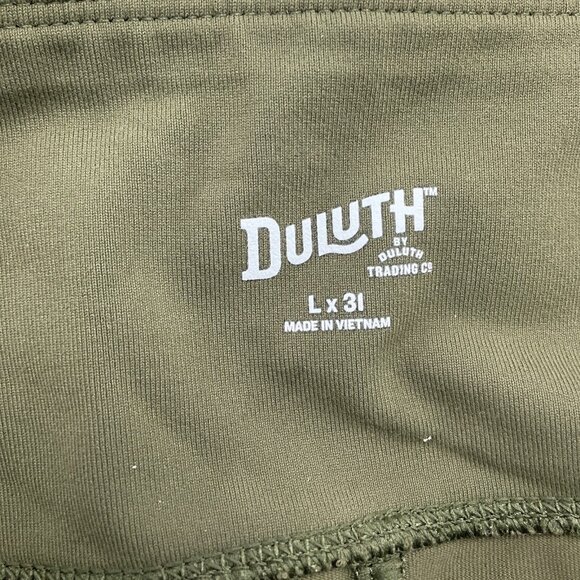 DULUTH™
BY
DULUTH
TRADING CO
L x 31
MADE IN VIETNAM